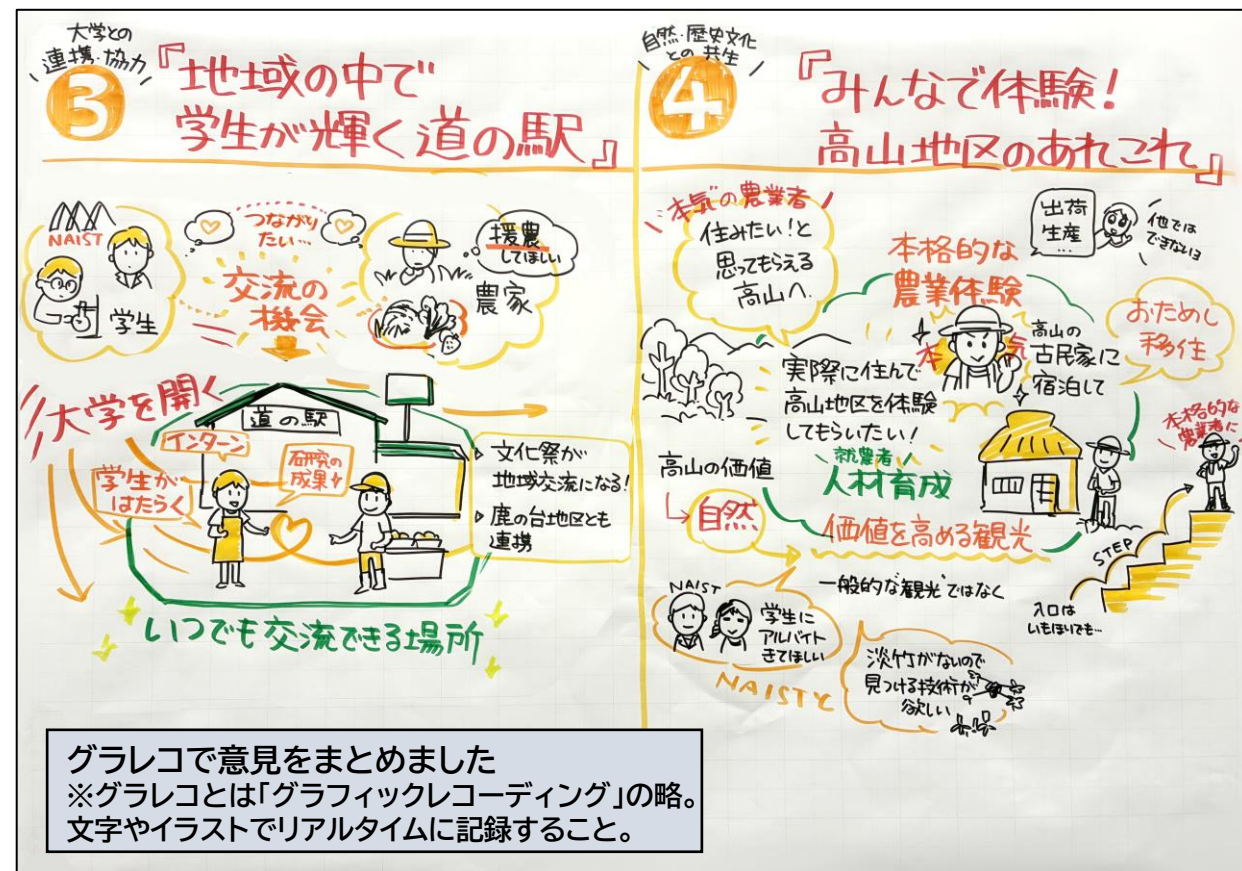 大学との
連携・協力
3
『地域の中で
学生が輝く道の駅』
NAIST
学生
つながり
たい…
交流の
機会
援農
してほしい
農家
大学を開く
道の駅
インターン
学生が
はたらく
研究の
成果
文化祭が
地域交流になる!
鹿の台地区とも
連携
いつでも交流できる場所
自然・歴史文化
との共生
4
『みんなで体験!
高山地区のあれこれ』
"本気"の農業者
住みたい!と
思ってもらえる
高山へ
出荷
生産
…
他では
できないョ
本格的な
農業体験
本気
高山の
古民家に
宿泊して
おためし
移住
実際に住んで
高山地区を体験
してもらいたい!
就農者
人材育成
高山の価値
自然
価値を高める観光
本格的な
農業者に
STEP
入口は
いもほりでも…
一般的な"観光"ではなく
NAIST
学生に
アルバイト
きてほしい
NAISTと
淡竹がないので
見つける技術が
欲しい
グラレコで意見をまとめました
※グラレコとは「グラフィックレコーディング」の略。
文字やイラストでリアルタイムに記録すること。